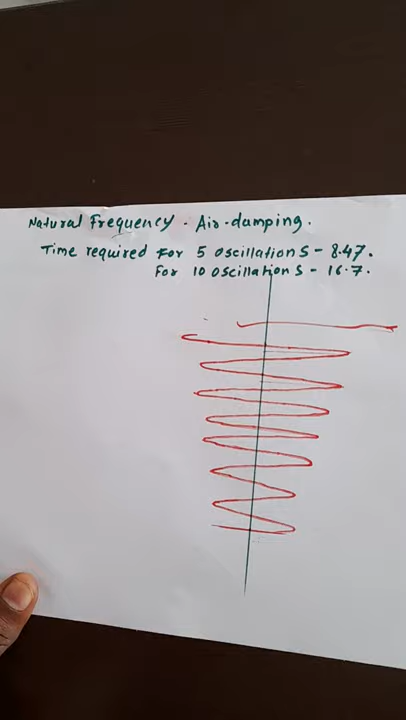 Natural Frequency - Air-damping.
Time required For 5 oscillations - 8.47.
For 10 oscillations - 16.7.